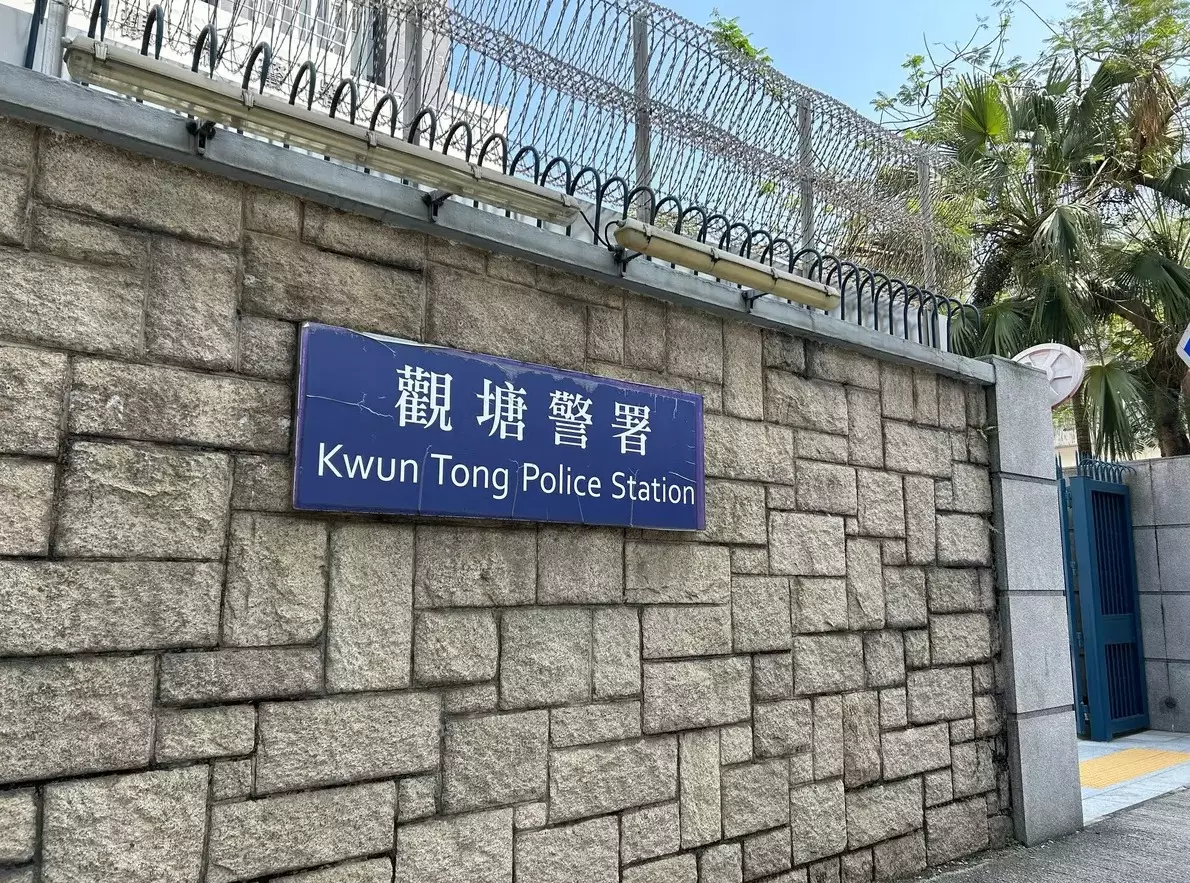 觀塘警署
Kwun Tong Police Station